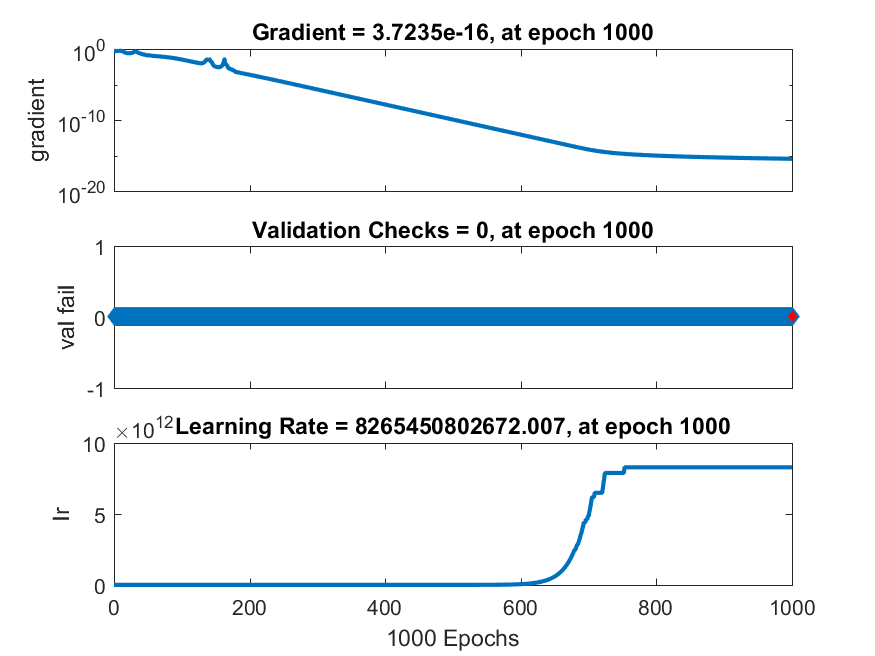 Gradient = 3.7235e-16, at epoch 1000
10^0
10^-10
10^-20
gradient
Validation Checks = 0, at epoch 1000
1
0
-1
val fail
×10^12
Learning Rate = 8265450802672.007, at epoch 1000
10
5
0
lr
0 200 400 600 800 1000
1000 Epochs